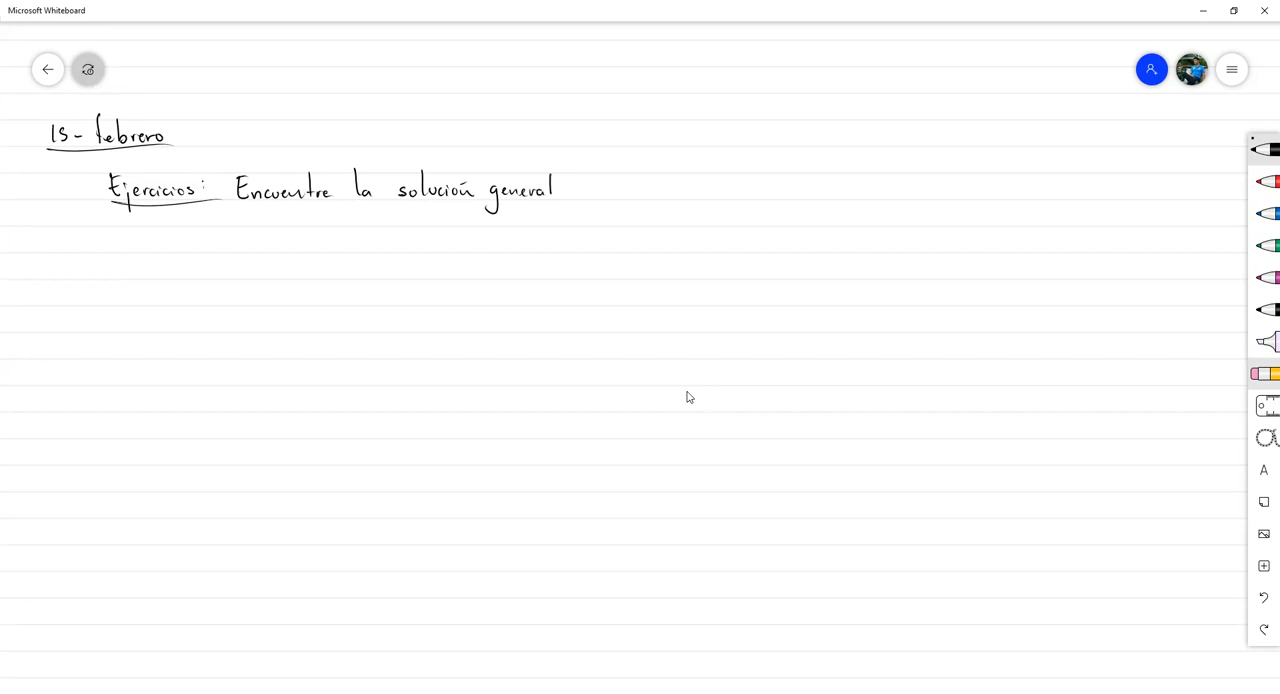 Microsoft Whiteboard
15- febrero
Ejercicios: Encuentre la solución general
A